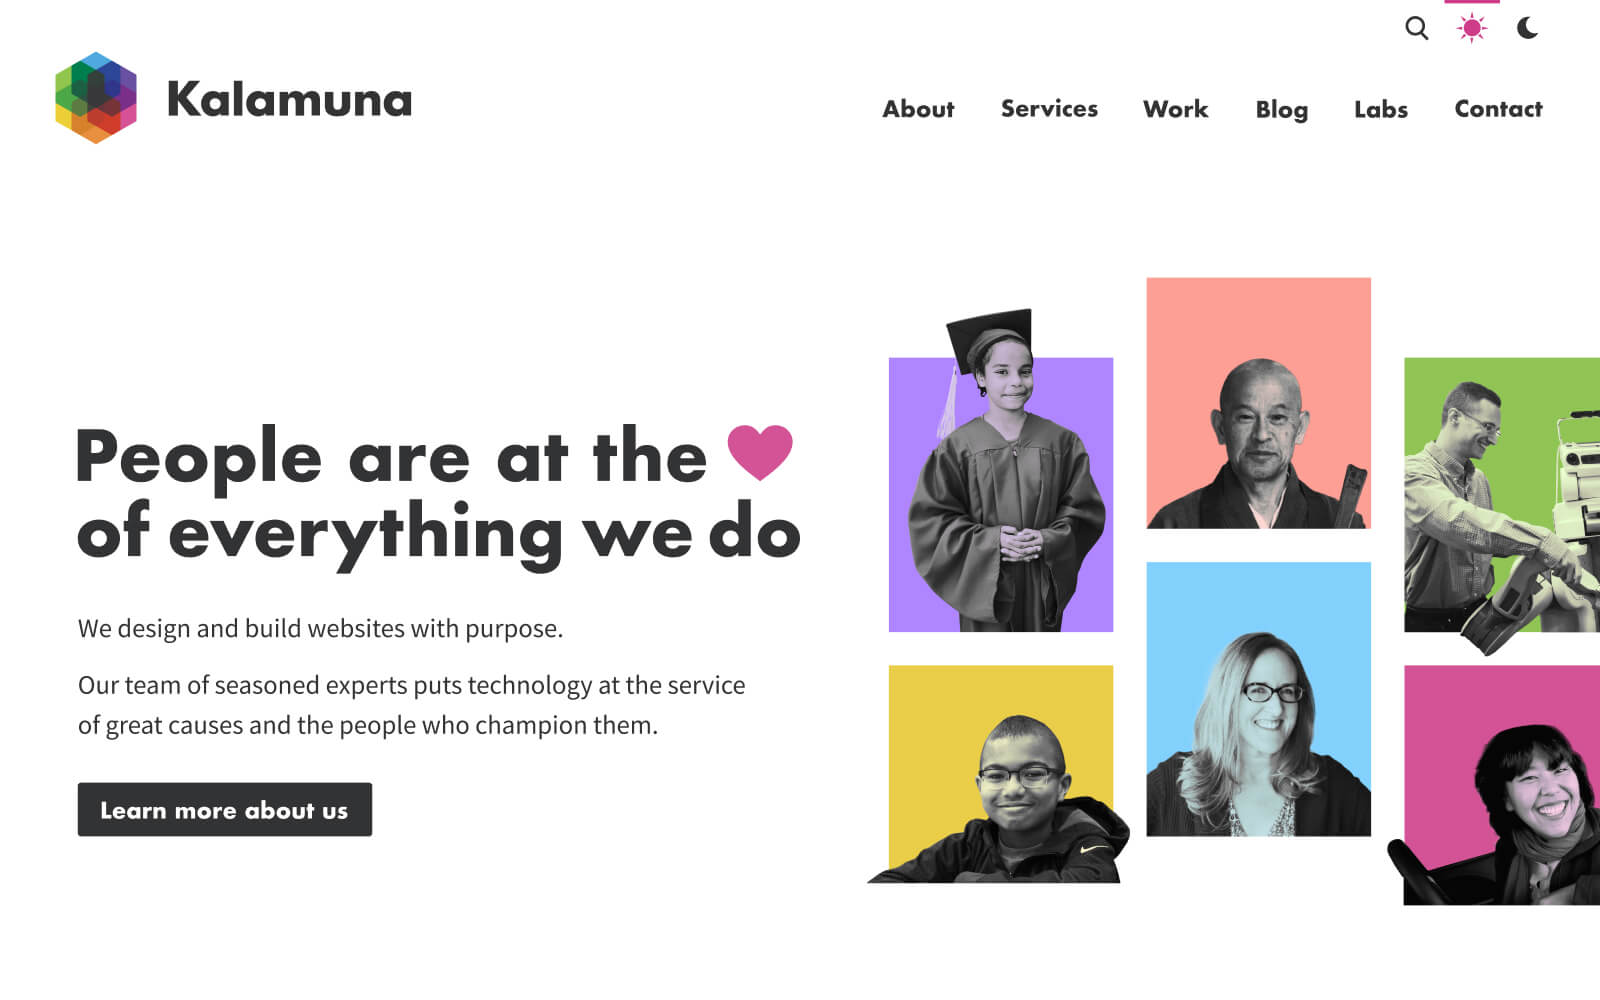 Kalamuna
About Services Work Blog Labs Contact
People are at the
of everything we do
We design and build websites with purpose.
Our team of seasoned experts puts technology at the service
of great causes and the people who champion them.
Learn more about us